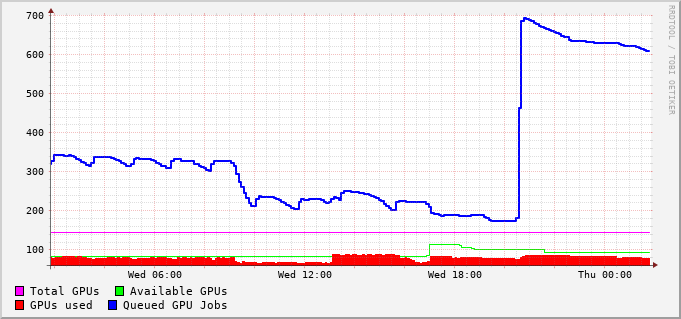 RRDTOOL / TOBI OETIKER
700
600
500
400
300
200
100
Wed 06:00 Wed 12:00 Wed 18:00 Thu 00:00
Total GPUs Available GPUs
GPUs used Queued GPU Jobs